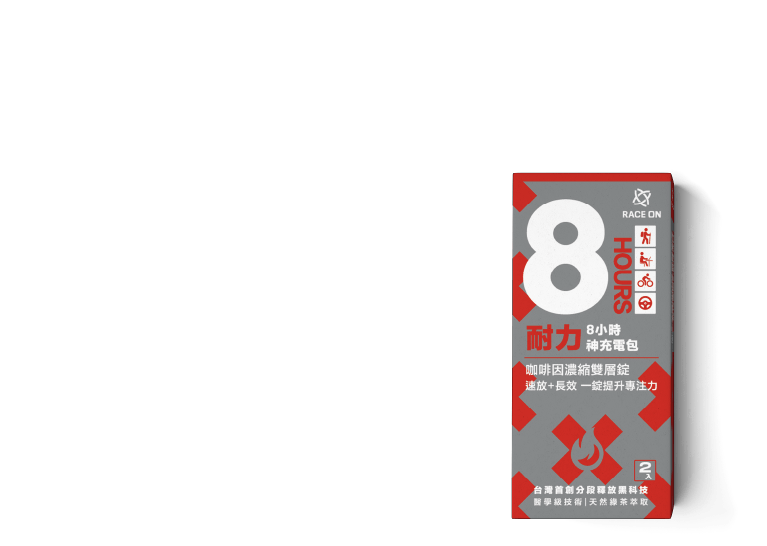 RACE ON
8
HOURS
耐力
8小時
神充電包
咖啡因濃縮雙層錠
速放+長效 一錠提升專注力
2入
台灣首創分段釋放黑科技
醫學級技術|天然綠茶萃取